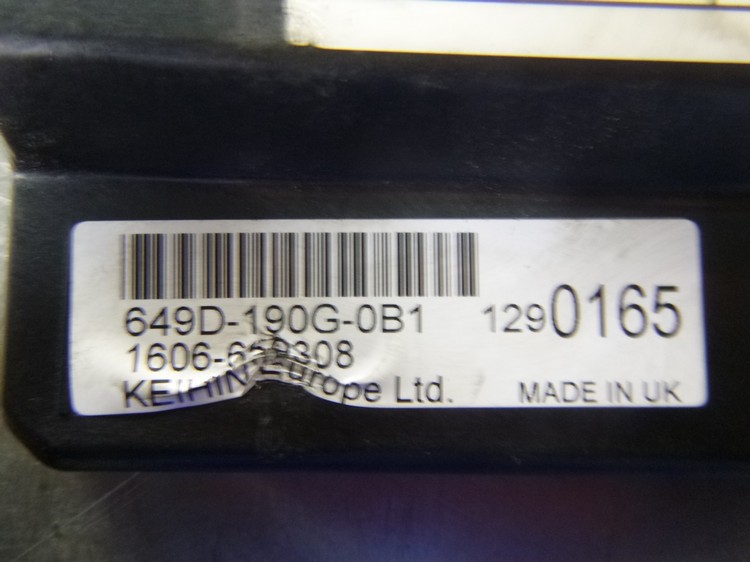 649D-190G-0B1
1290165
KEIHIN Europe Ltd.
MADE IN UK